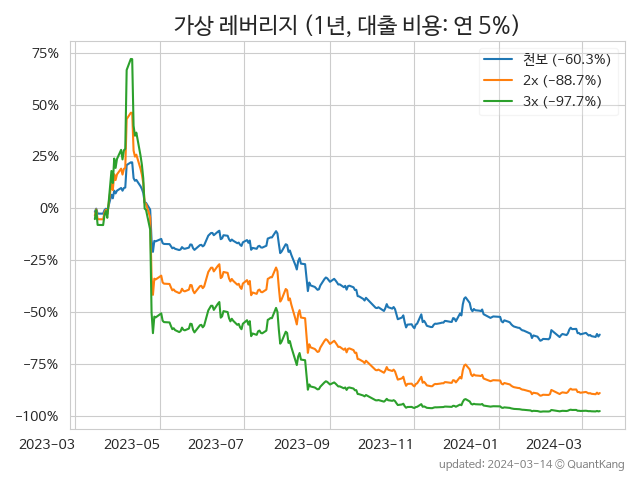 가상 레버리지 (1년, 대출 비용: 연 5%)
천보 (−60.3%)
2x (−88.7%)
3x (−97.7%)
75%
50%
25%
0%
−25%
−50%
−75%
−100%
2023-03 2023-05 2023-07 2023-09 2023-11 2024-01 2024-03
updated: 2024-03-14 © QuantKang